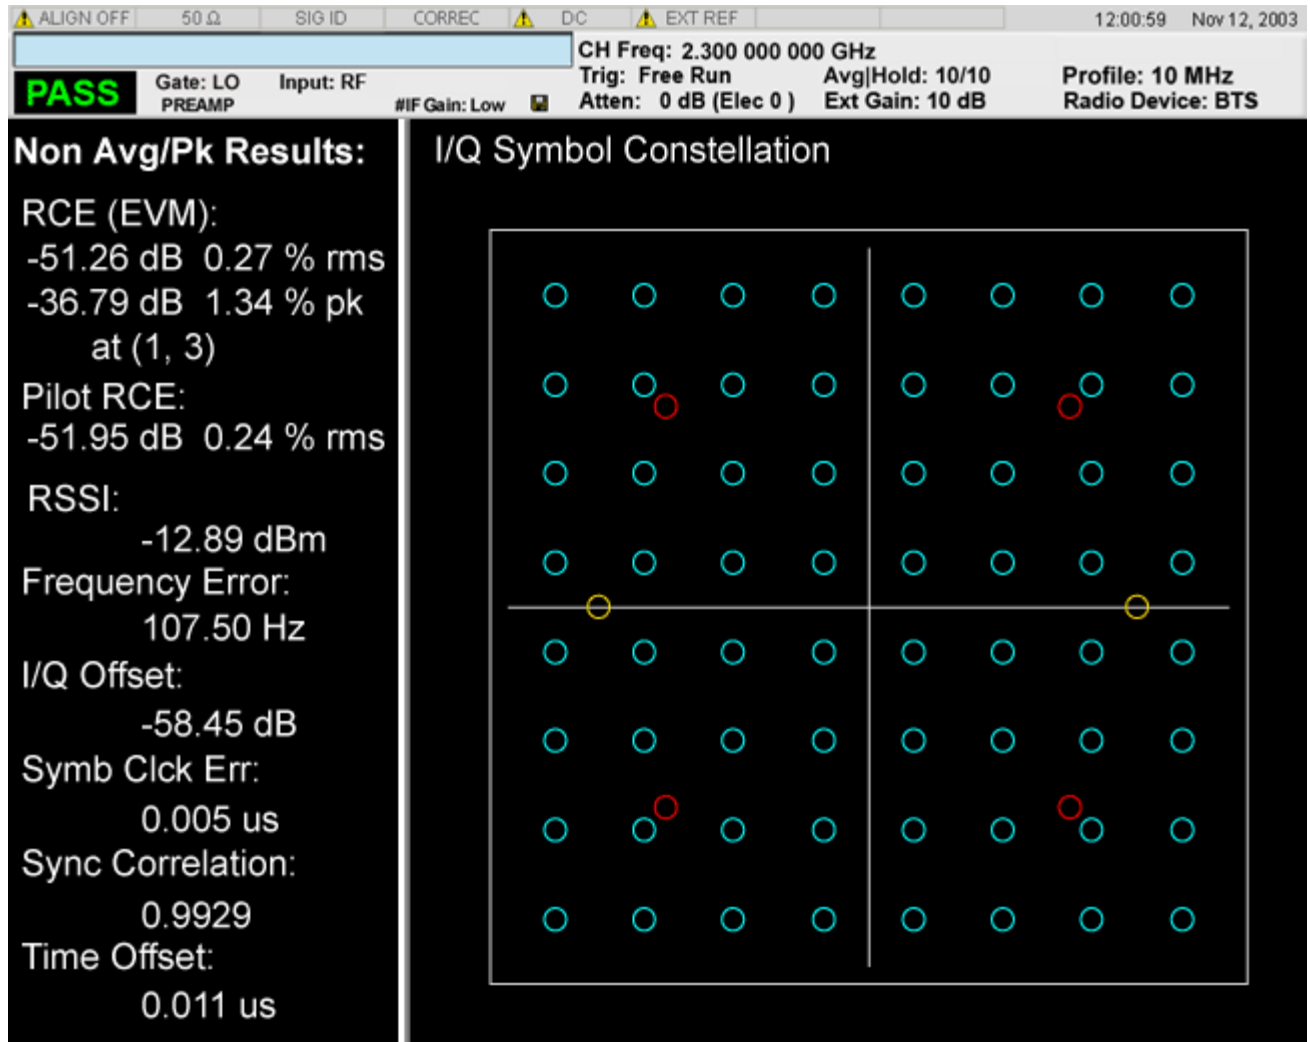 ALIGN OFF 50 Ω SIG ID CORREC DC EXT REF 12:00:59 Nov 12, 2003
CH Freq: 2.300 000 000 GHz
PASS Gate: LO Input: RF Trig: Free Run Avg|Hold: 10/10 Profile: 10 MHz
PREAMP #IF Gain: Low Atten: 0 dB (Elec 0 ) Ext Gain: 10 dB Radio Device: BTS
Non Avg/Pk Results:
RCE (EVM):
-51.26 dB 0.27 % rms
-36.79 dB 1.34 % pk
at (1, 3)
Pilot RCE:
-51.95 dB 0.24 % rms
RSSI:
-12.89 dBm
Frequency Error:
107.50 Hz
I/Q Offset:
-58.45 dB
Symb Clck Err:
0.005 us
Sync Correlation:
0.9929
Time Offset:
0.011 us
I/Q Symbol Constellation